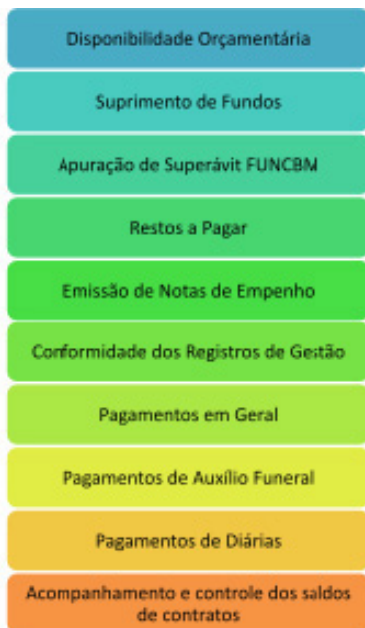 Disponibilidade Orçamentária
Suprimento de Fundos
Apuração de Superávit FUNCBM
Restos a Pagar
Emissão de Notas de Empenho
Conformidade dos Registros de Gestão
Pagamentos em Geral
Pagamentos de Auxílio Funeral
Pagamentos de Diárias
Acompanhamento e controle dos saldos
de contratos